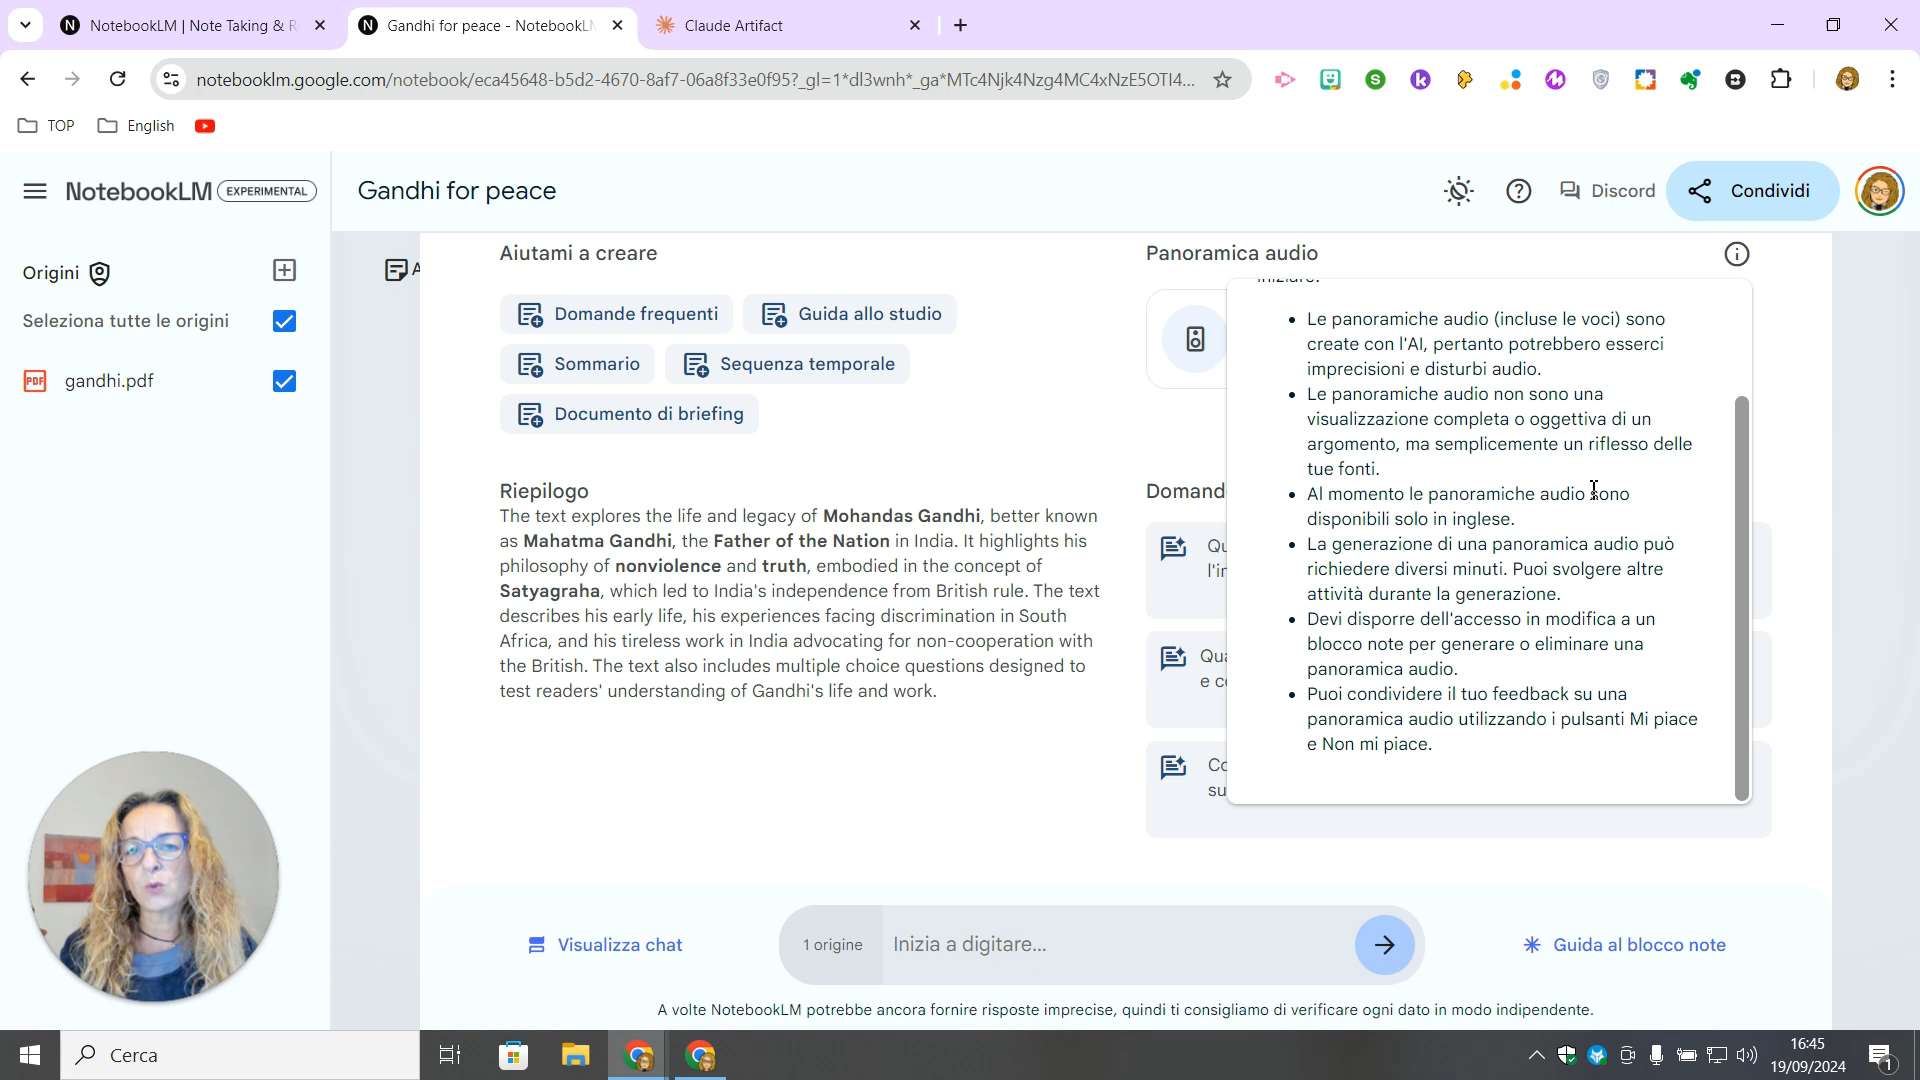 NotebookLM | Note Taking & R
Gandhi for peace - NotebookLM
Claude Artifact
notebooklm.google.com/notebook/eca45648-b5d2-4670-8af7-06a8f33e0f95?_gl=1*dl3wnh*_ga*MTc4Njk4Nzg4MC4xNzE5OTI4...
TOP
English
NotebookLM
EXPERIMENTAL
Gandhi for peace
Discord
Condividi
Origini
Seleziona tutte le origini
PDF
gandhi.pdf
Aiutami a creare
Domande frequenti
Guida allo studio
Sommario
Sequenza temporale
Documento di briefing
Riepilogo
The text explores the life and legacy of Mohandas Gandhi, better known
as Mahatma Gandhi, the Father of the Nation in India. It highlights his
philosophy of nonviolence and truth, embodied in the concept of
Satyagraha, which led to India's independence from British rule. The text
describes his early life, his experiences facing discrimination in South
Africa, and his tireless work in India advocating for non-cooperation with
the British. The text also includes multiple choice questions designed to
test readers' understanding of Gandhi's life and work.
Panoramica audio
iniziare:
• Le panoramiche audio (incluse le voci) sono
create con l'AI, pertanto potrebbero esserci
imprecisioni e disturbi audio.
• Le panoramiche audio non sono una
visualizzazione completa o oggettiva di un
argomento, ma semplicemente un riflesso delle
tue fonti.
• Al momento le panoramiche audio sono
disponibili solo in inglese.
• La generazione di una panoramica audio può
richiedere diversi minuti. Puoi svolgere altre
attività durante la generazione.
• Devi disporre dell'accesso in modifica a un
blocco note per generare o eliminare una
panoramica audio.
• Puoi condividere il tuo feedback su una
panoramica audio utilizzando i pulsanti Mi piace
e Non mi piace.
Domand
Qu
l'in
Qua
e co
Co
su
Visualizza chat
1 origine
Inizia a digitare...
Guida al blocco note
A volte NotebookLM potrebbe ancora fornire risposte imprecise, quindi ti consigliamo di verificare ogni dato in modo indipendente.
Cerca
16:45
19/09/2024
1